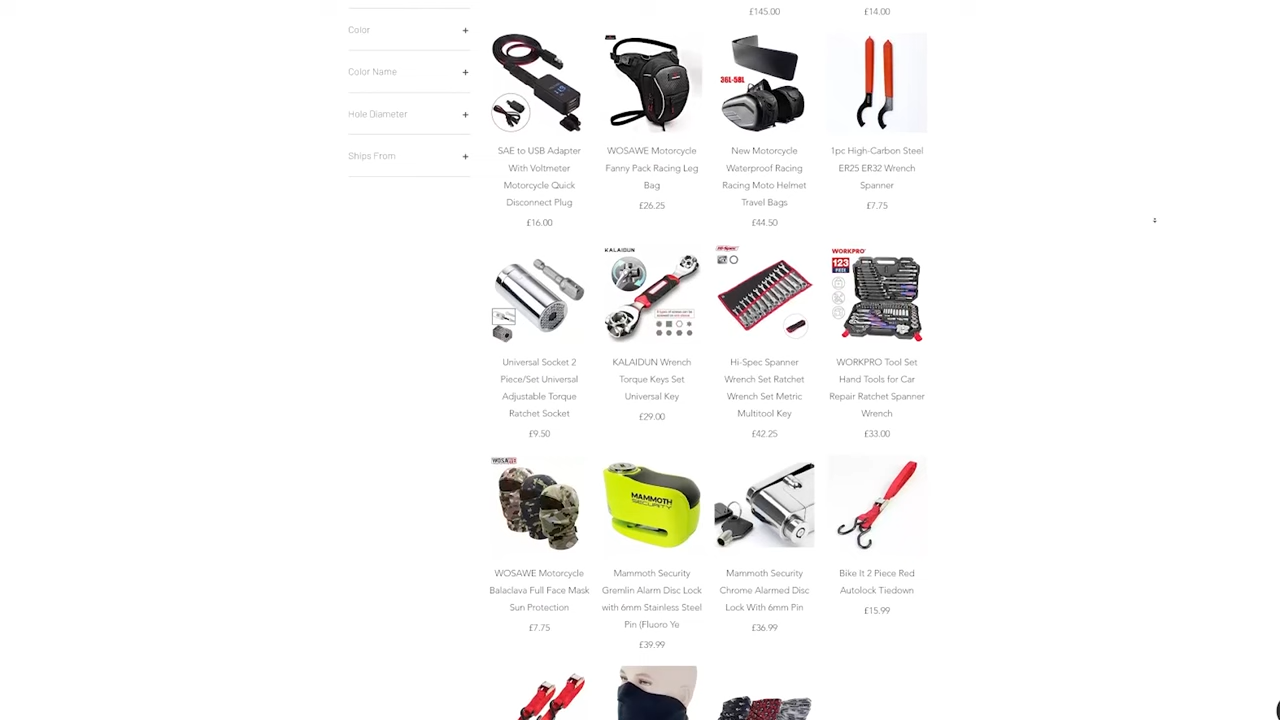 £145.00
£14.00
Color +
Color Name +
Hole Diameter +
Ships From +
SAE to USB Adapter
With Voltmeter
Motorcycle Quick
Disconnect Plug
£16.00
WOSAWE Motorcycle
Fanny Pack Racing Leg
Bag
£26.25
36L-58L
New Motorcycle
Waterproof Racing
Racing Moto Helmet
Travel Bags
£44.50
1pc High-Carbon Steel
ER25 ER32 Wrench
Spanner
£7.75
Universal Socket 2
Piece/Set Universal
Adjustable Torque
Ratchet Socket
£9.50
KALAIDUN
KALAIDUN Wrench
Torque Keys Set
Universal Key
£29.00
Hi-Spec
Hi-Spec Spanner
Wrench Set Ratchet
Wrench Set Metric
Multitool Key
£42.25
WORKPRO
123
WORKPRO Tool Set
Hand Tools for Car
Repair Ratchet Spanner
Wrench
£33.00
WOSAWE Motorcycle
Balaclava Full Face Mask
Sun Protection
£7.75
MAMMOTH
SECURITY
Mammoth Security
Gremlin Alarm Disc Lock
with 6mm Stainless Steel
Pin (Fluoro Ye
£39.99
Mammoth Security
Chrome Alarmed Disc
Lock With 6mm Pin
£36.99
Bike It 2 Piece Red
Autolock Tiedown
£15.99